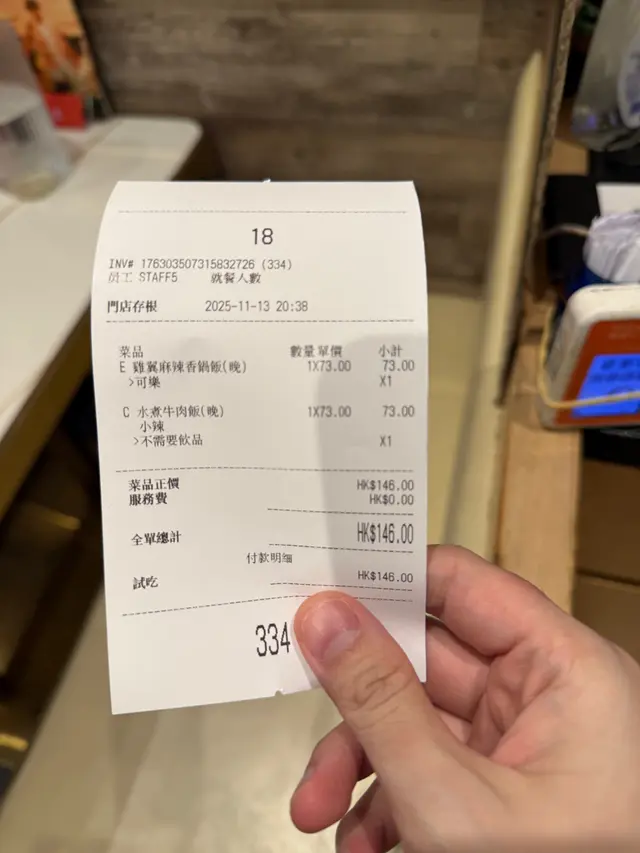 18
INV# 176303507315832726 (334)
員工 STAFF5 就餐人數
門店存根 2025-11-13 20:38
菜品 數量單價 小計
E 雞翼麻辣香鍋飯(晚) 1X73.00 73.00
>可樂 X1
C 水煮牛肉飯(晚) 1X73.00 73.00
小辣
>不需要飲品 X1
菜品正價 HK$146.00
服務費 HK$0.00
全單總計 HK$146.00
付款明細
試吃 HK$146.00
334